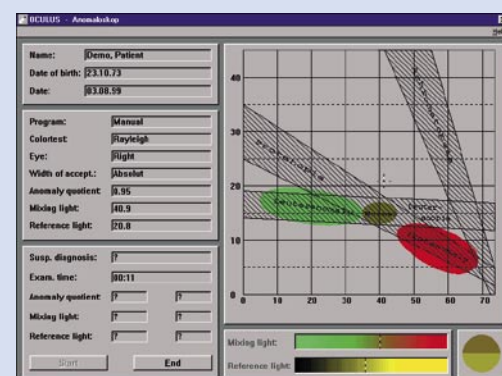 OCULUS - Anomaloskop
Name: Demo, Patient
Date of birth: 23.10.73
Date: 03.08.99
Program: Manual
Colortest: Rayleigh
Eye: Right
Width of accept.: Absolut
Anomaly quotient: 0.95
Mixing light: 40.9
Reference light: 20.8
Susp. diagnosis: ?
Exam. time: 00:11
Anomaly quotient: ? ?
Mixing light: ? ?
Reference light: ? ?
Start End
40
30
20
10
0
0 10 20 30 40 50 60 70
Protanopia
Mixing light:
Reference light: